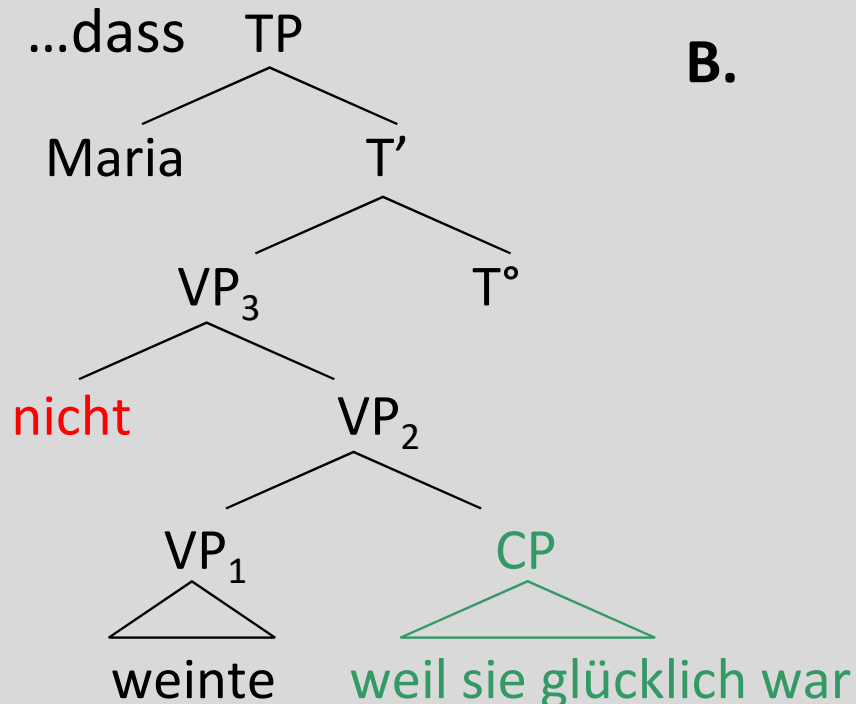 ...dass TP
B.
Maria T’
VP₃ T°
nicht VP₂
VP₁ CP
weinte weil sie glücklich war